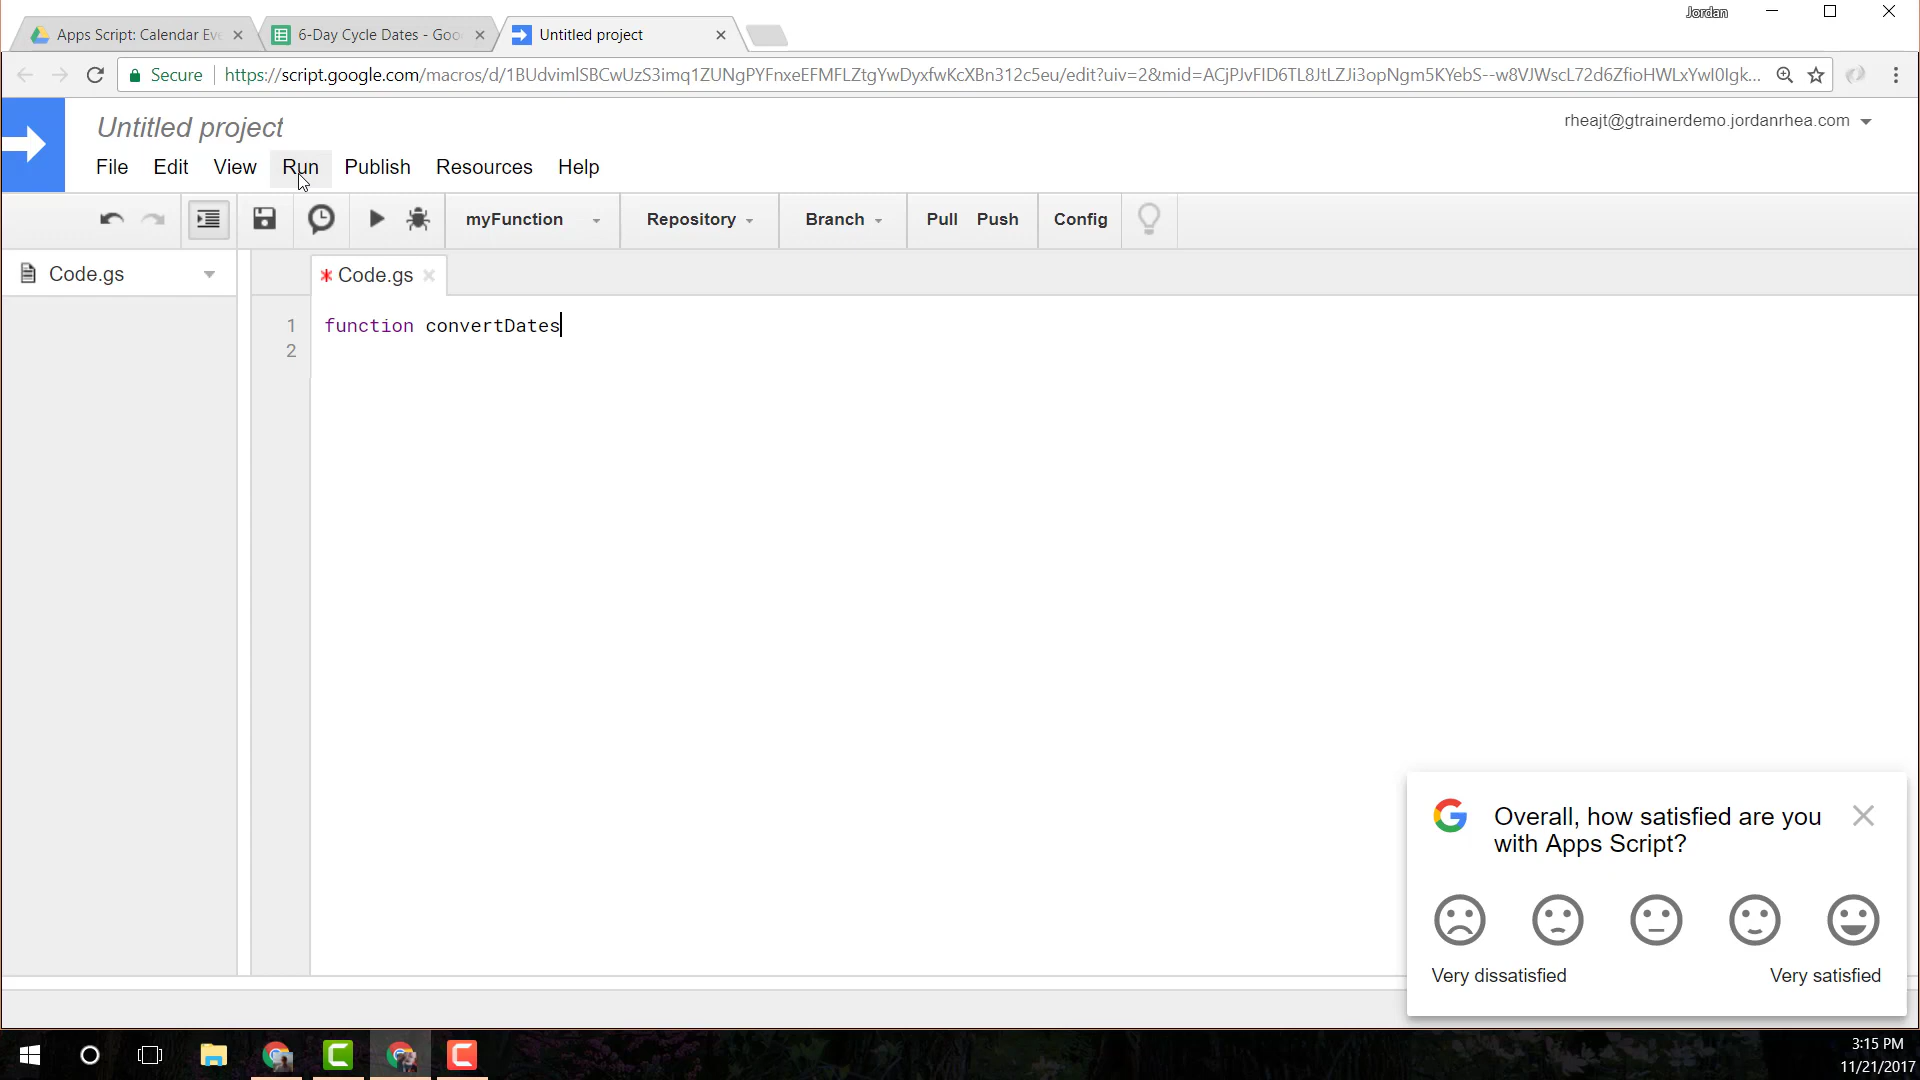 Jordan
Apps Script: Calendar Eve
6-Day Cycle Dates - Goo
Untitled project
Secure
https://script.google.com/macros/d/1BUdvimlSBCwUzS3imq1ZUNgPYFnxeEFMFLZtgYwDyxfwKcXBn312c5eu/edit?uiv=2&mid=ACjPJvFID6TL8JtLZJi3opNgm5KYebS--w8VJWscL72d6ZfioHWLxYwI0Igk...
Untitled project
rheajt@gtrainerdemo.jordanrhea.com
File Edit View Run Publish Resources Help
myFunction Repository Branch Pull Push Config
Code.gs
* Code.gs
1 function convertDates
2
Overall, how satisfied are you
with Apps Script?
Very dissatisfied
Very satisfied
3:15 PM
11/21/2017